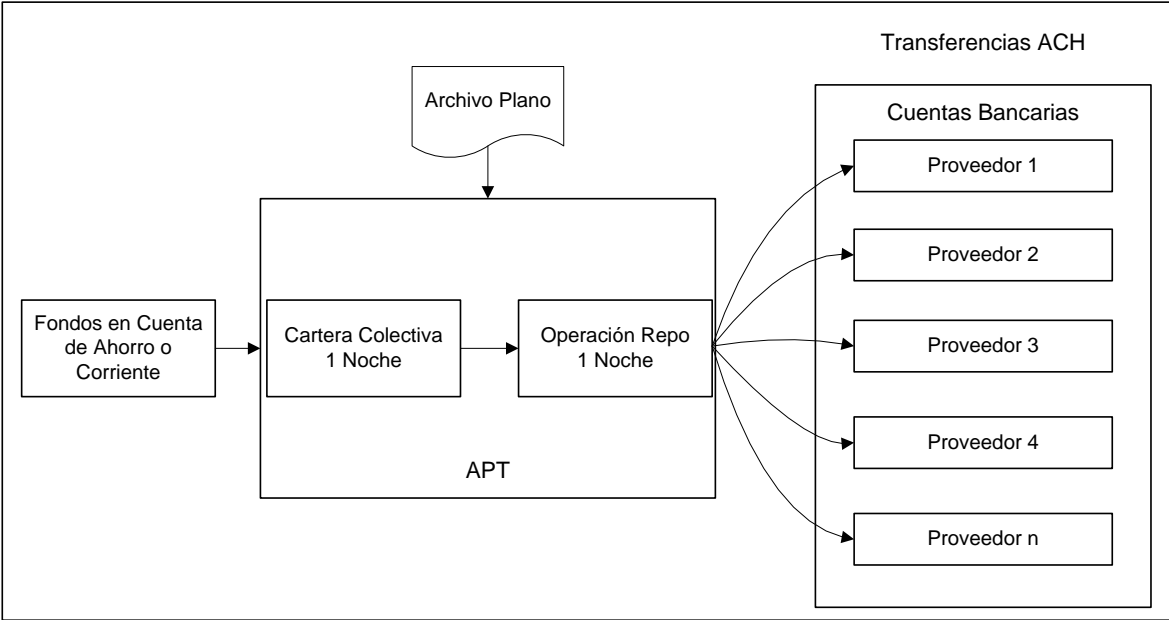 Transferencias ACH
Archivo Plano
Cuentas Bancarias
Proveedor 1
Proveedor 2
Fondos en Cuenta
de Ahorro o
Corriente
Cartera Colectiva
1 Noche
Operación Repo
1 Noche
Proveedor 3
Proveedor 4
APT
Proveedor n